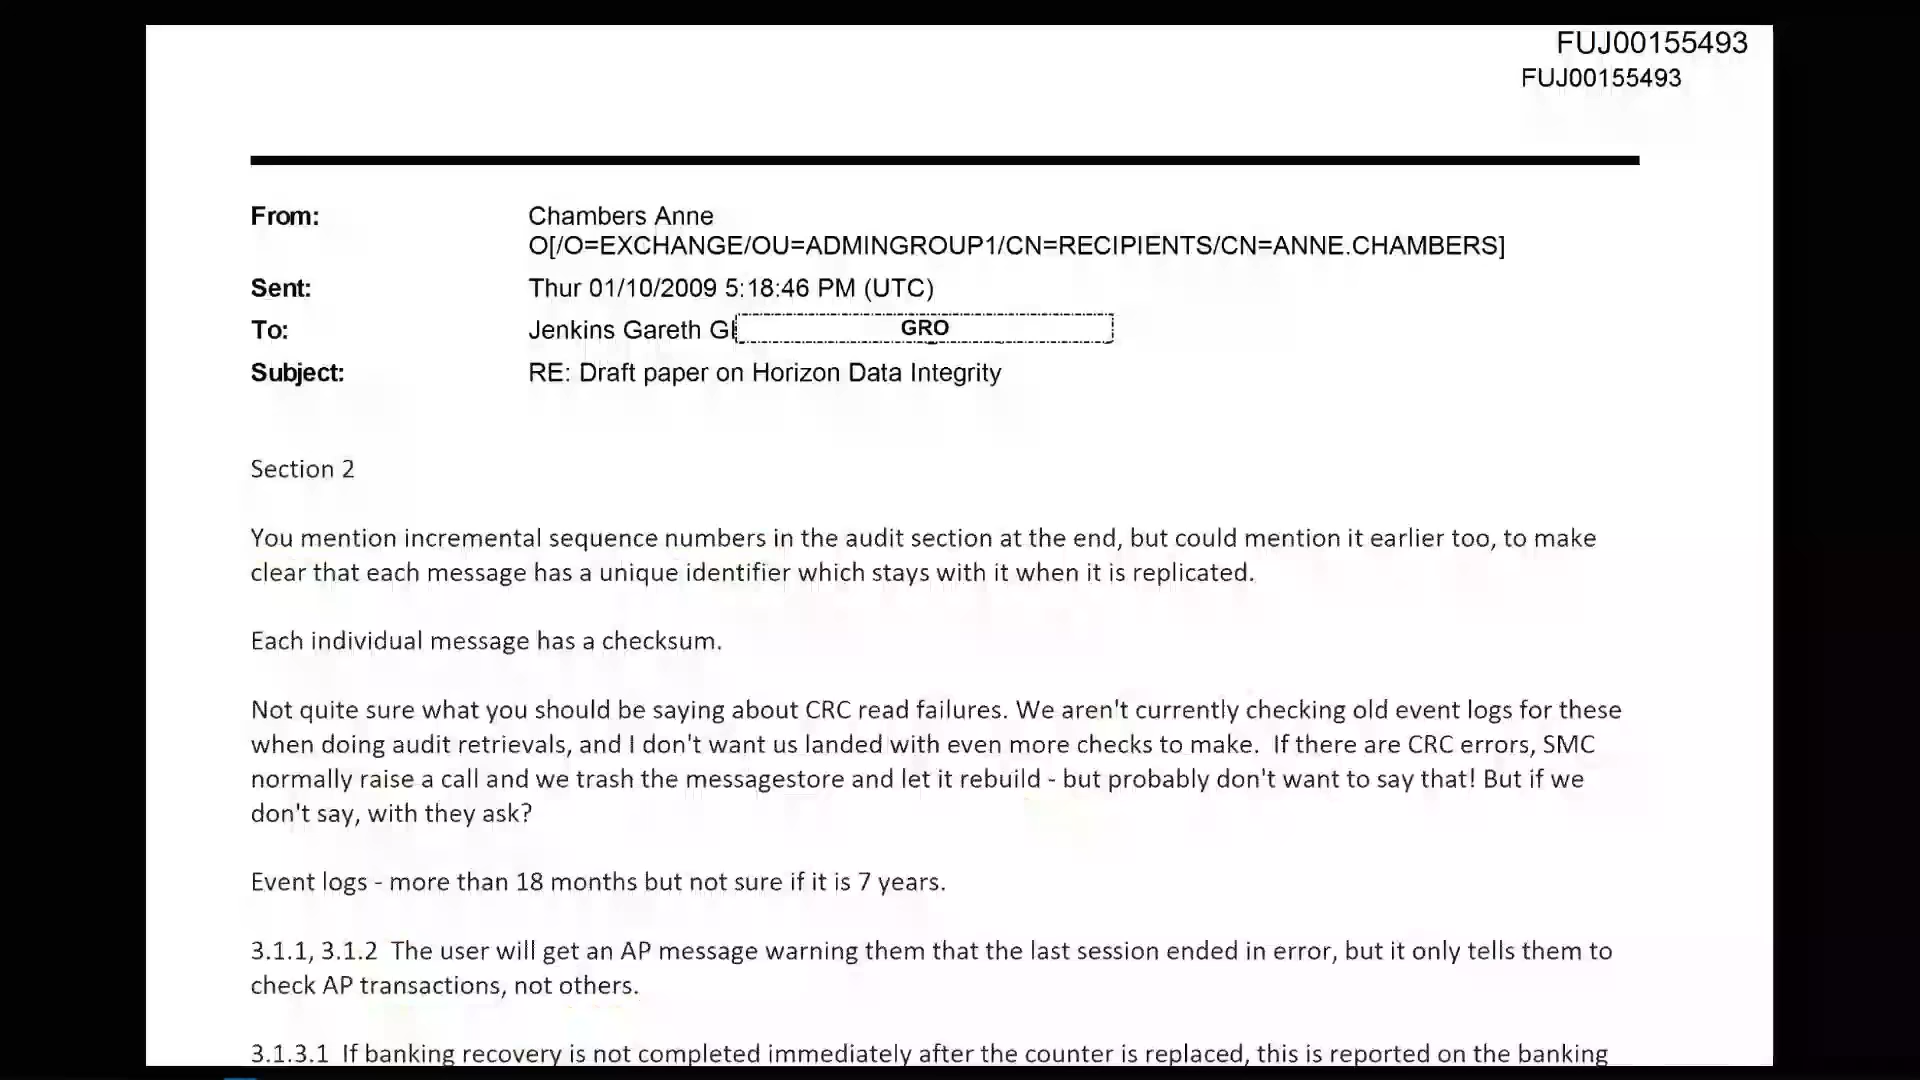 FUJ00155493
FUJ00155493
From: Chambers Anne
O[/O=EXCHANGE/OU=ADMINGROUP1/CN=RECIPIENTS/CN=ANNE.CHAMBERS]
Sent: Thur 01/10/2009 5:18:46 PM (UTC)
To: Jenkins Gareth GI GRO
Subject: RE: Draft paper on Horizon Data Integrity
Section 2
You mention incremental sequence numbers in the audit section at the end, but could mention it earlier too, to make
clear that each message has a unique identifier which stays with it when it is replicated.
Each individual message has a checksum.
Not quite sure what you should be saying about CRC read failures. We aren't currently checking old event logs for these
when doing audit retrievals, and I don't want us landed with even more checks to make. If there are CRC errors, SMC
normally raise a call and we trash the messagestore and let it rebuild - but probably don't want to say that! But if we
don't say, with they ask?
Event logs - more than 18 months but not sure if it is 7 years.
3.1.1, 3.1.2 The user will get an AP message warning them that the last session ended in error, but it only tells them to
check AP transactions, not others.
3.1.3.1 If banking recovery is not completed immediately after the counter is replaced, this is reported on the banking